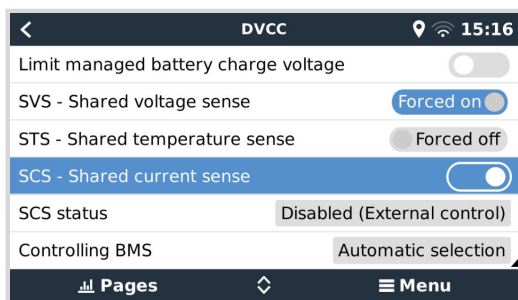 DVCC 15:16
Limit managed battery charge voltage
SVS - Shared voltage sense Forced on
STS - Shared temperature sense Forced off
SCS - Shared current sense
SCS status Disabled (External control)
Controlling BMS Automatic selection
Pages Menu